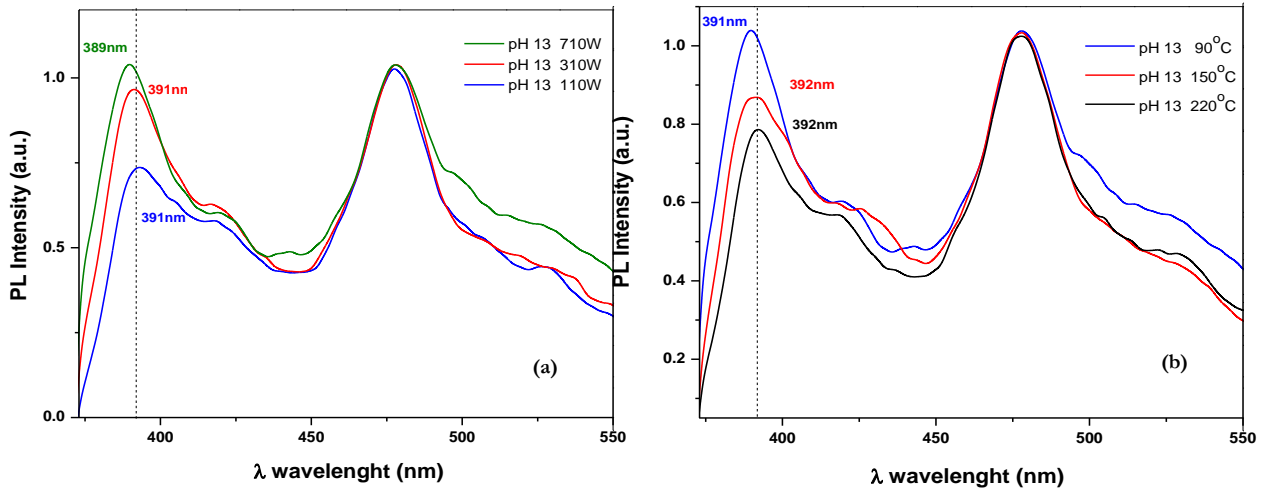 389nm
391nn
391nm
pH 13 710W
pH 13 310W
pH 13 110W
1.0
0.5
0.0
PL Intensity (a.u.)
(a)
400
450
500
550
λ wavelenght (nm)
391nm
392nm
392nm
pH 13 90°C
pH 13 150°C
pH 13 220°C
1.0
0.8
0.6
0.4
0.2
PL Intensity (a.u.)
(b)
400
450
500
550
λ wavelenght (nm)